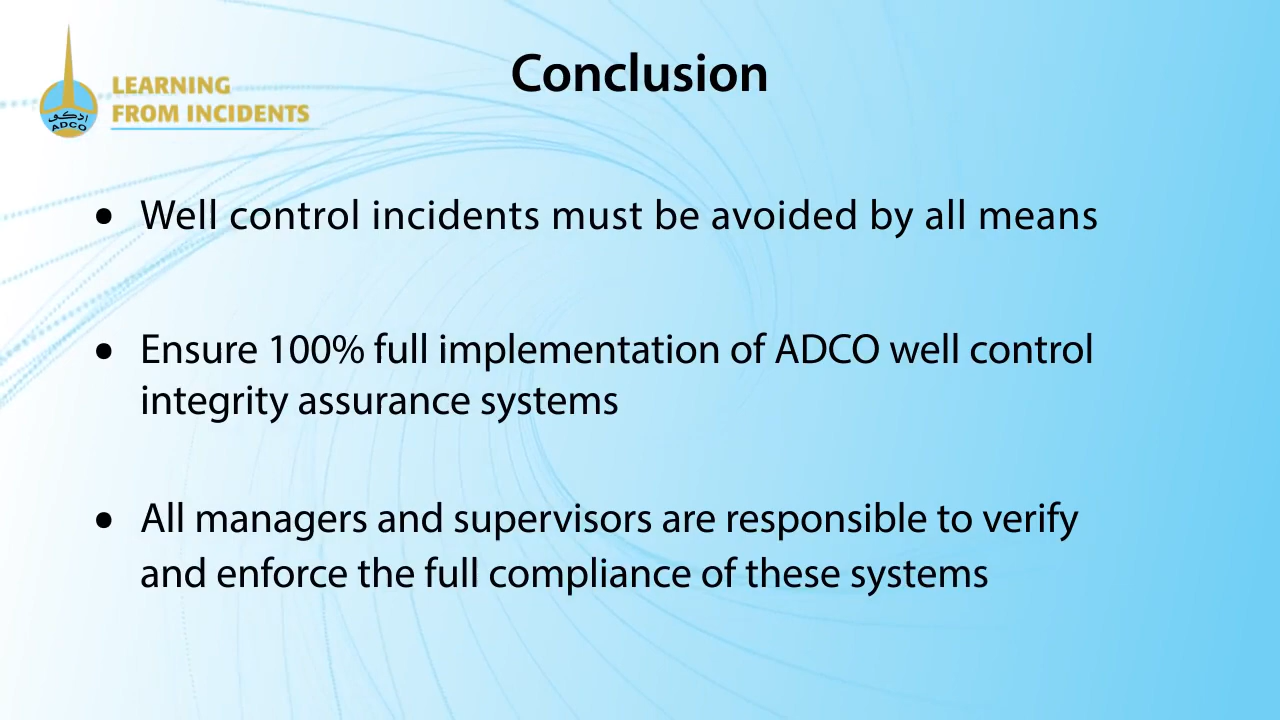 Conclusion
LEARNING
FROM INCIDENTS
ادكو
ADCO
• Well control incidents must be avoided by all means
• Ensure 100% full implementation of ADCO well control
integrity assurance systems
• All managers and supervisors are responsible to verify
and enforce the full compliance of these systems